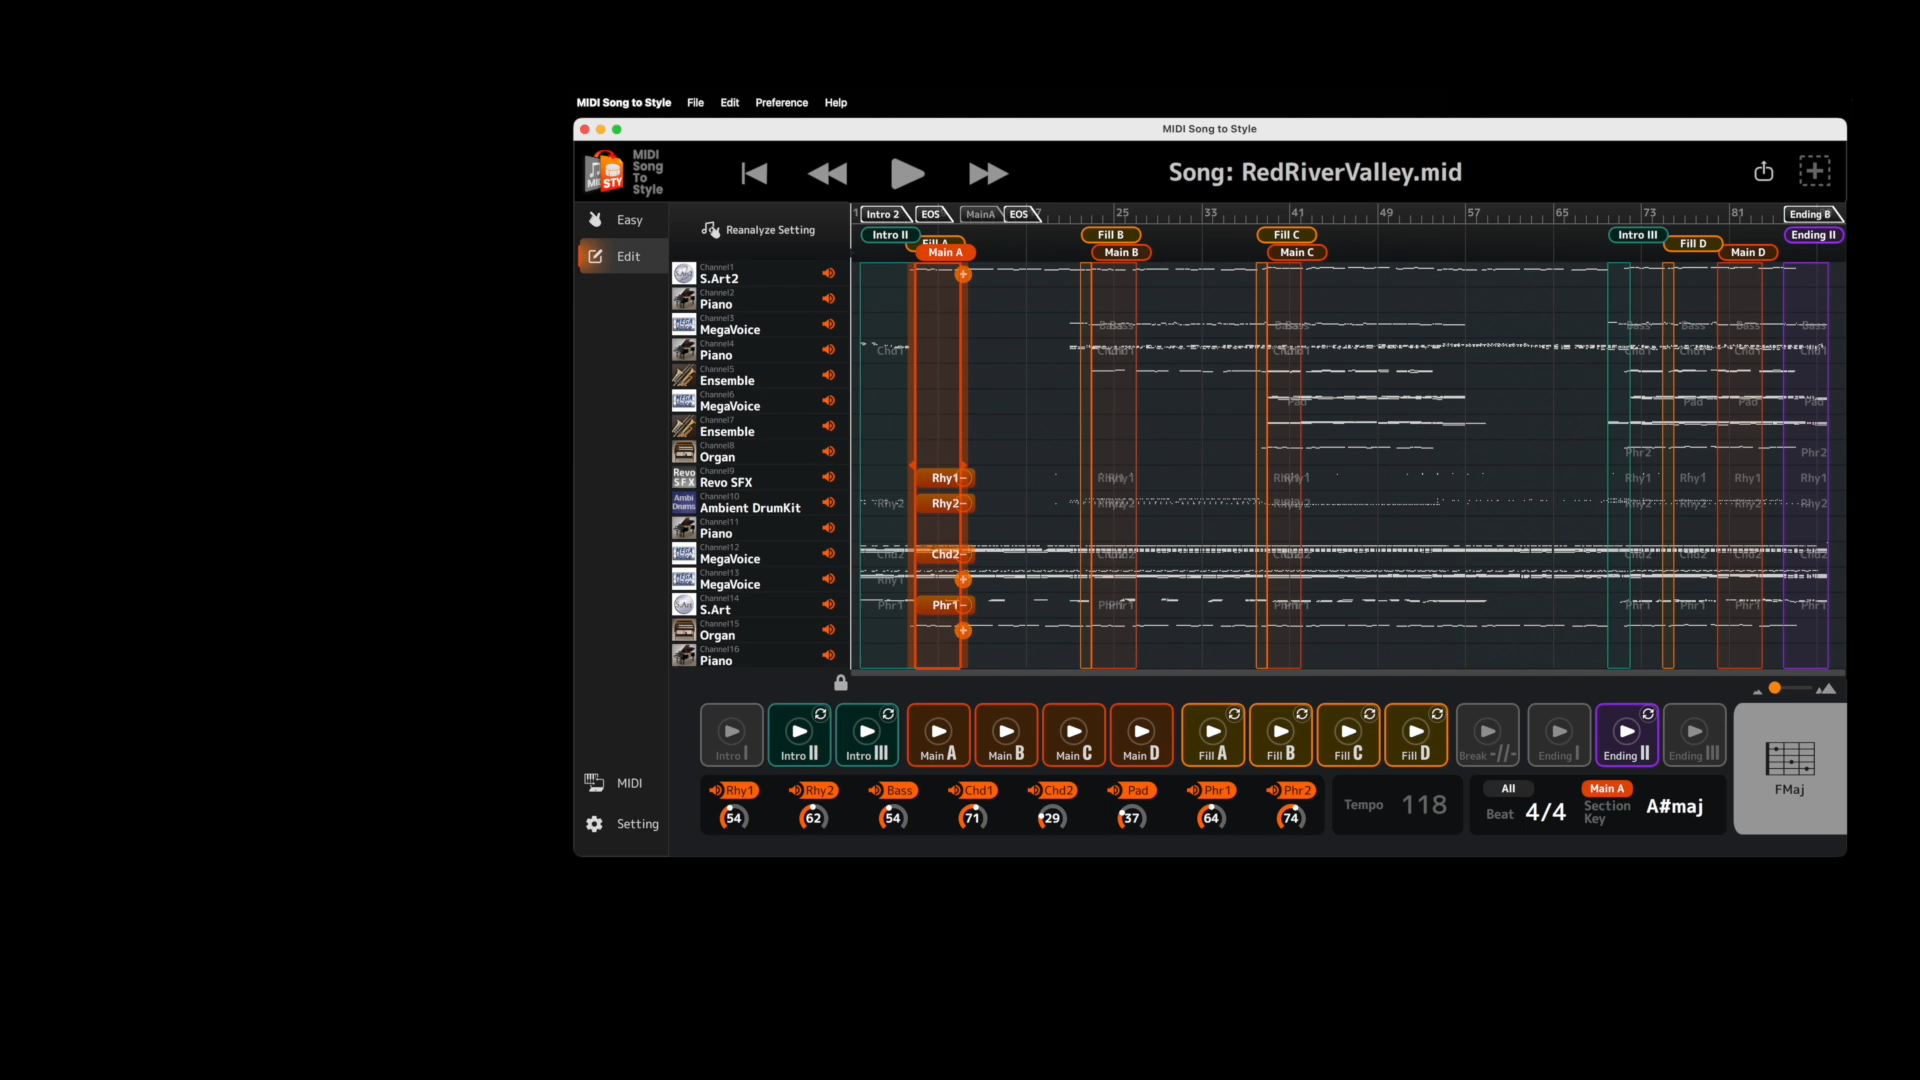 MIDI Song to Style File Edit Preference Help
MIDI Song to Style
MIDI
Song
To
Style
Song: RedRiverValley.mid
Easy
Edit
MIDI
Setting
Reanalyze Setting
1 Intro 2 EOS MainA EOS 25 33 41 49 57 65 73 81 Ending B
Intro II Fill B Fill C Intro III Ending II
Fill A Fill D
Main A Main B Main C Main D
Channel1
S.Art2
Channel2
Piano
Channel3
MegaVoice
Channel4
Piano
Channel5
Ensemble
Channel6
MegaVoice
Channel7
Ensemble
Channel8
Organ
Channel9
Revo SFX
Channel10
Ambient DrumKit
Channel11
Piano
Channel12
MegaVoice
Channel13
MegaVoice
Channel14
S.Art
Channel15
Organ
Channel16
Piano
Rhy1
Rhy2
Chd2
Phr1
Intro I Intro II Intro III Main A Main B Main C Main D Fill A Fill B Fill C Fill D Break -//- Ending I Ending II Ending III
Rhy1 Rhy2 Bass Chd1 Chd2 Pad Phr1 Phr2
54 62 54 71 29 37 64 74
Tempo 118
All
Beat 4/4
Main A
Section
Key
A#maj
FMaj